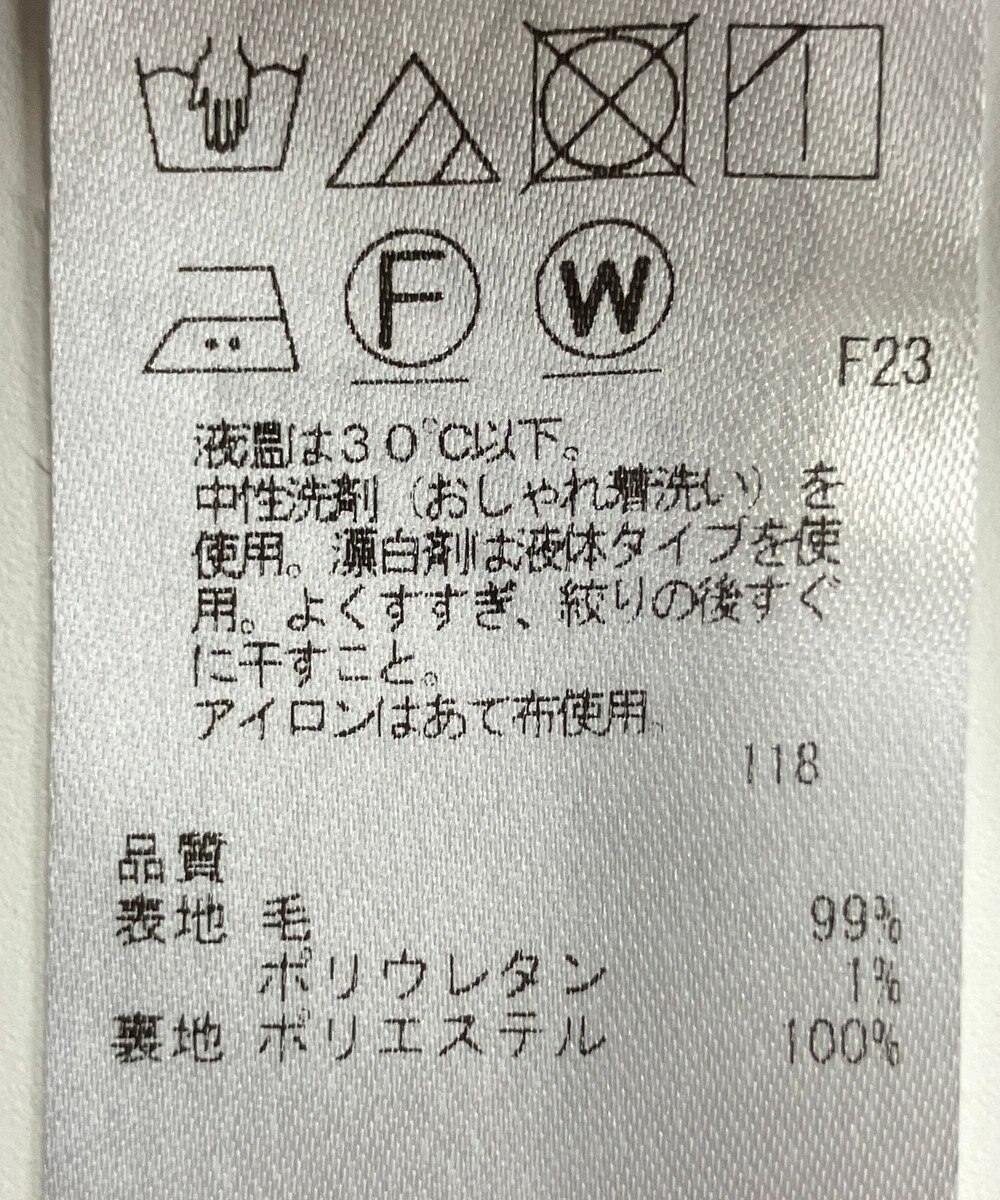 F
W
F23
液温は30℃以下。
中性洗剤（おしゃれ着洗い）を
使用。漂白剤は液体タイプを使
用。よくすすぎ、絞りの後すぐ
に干すこと。
アイロンはあて布使用。
118
品質
表地 毛 99%
ポリウレタン 1%
裏地 ポリエステル 100%